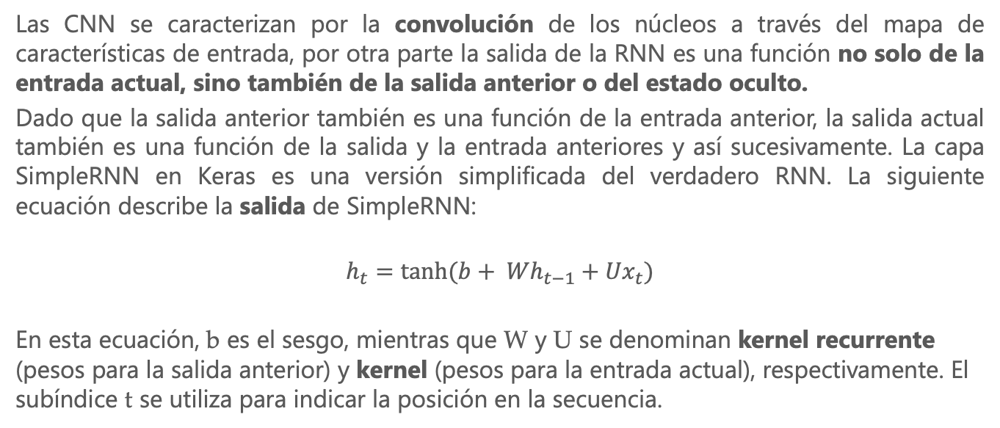 Las CNN se caracterizan por la convolución de los núcleos a través del mapa de
características de entrada, por otra parte la salida de la RNN es una función no solo de la
entrada actual, sino también de la salida anterior o del estado oculto.
Dado que la salida anterior también es una función de la entrada anterior, la salida actual
también es una función de la salida y la entrada anteriores y así sucesivamente. La capa
SimpleRNN en Keras es una versión simplificada del verdadero RNN. La siguiente
ecuación describe la salida de SimpleRNN:
hₜ = tanh(b + Whₜ₋₁ + Uxₜ)
En esta ecuación, b es el sesgo, mientras que W y U se denominan kernel recurrente
(pesos para la salida anterior) y kernel (pesos para la entrada actual), respectivamente. El
subíndice t se utiliza para indicar la posición en la secuencia.